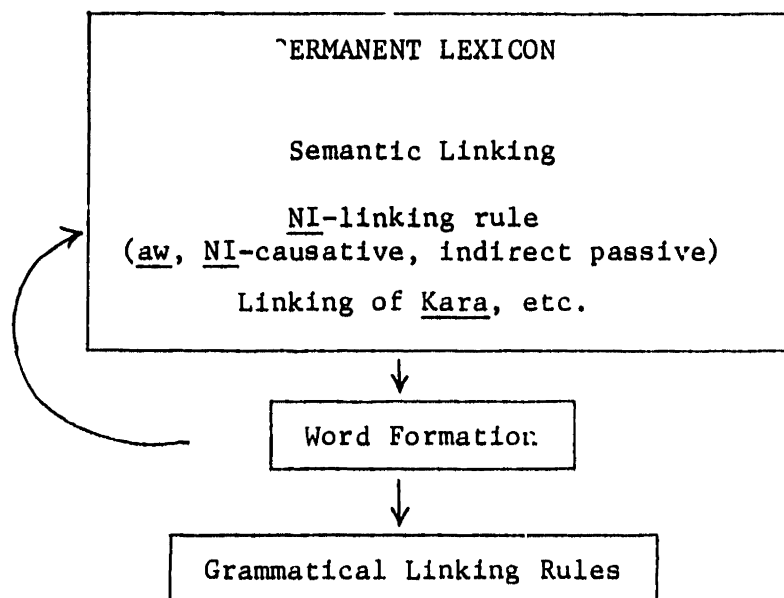 PERMANENT LEXICON
Semantic Linking
NI-linking rule
(aw, NI-causative, indirect passive)
Linking of Kara, etc.
Word Formation
Grammatical Linking Rules